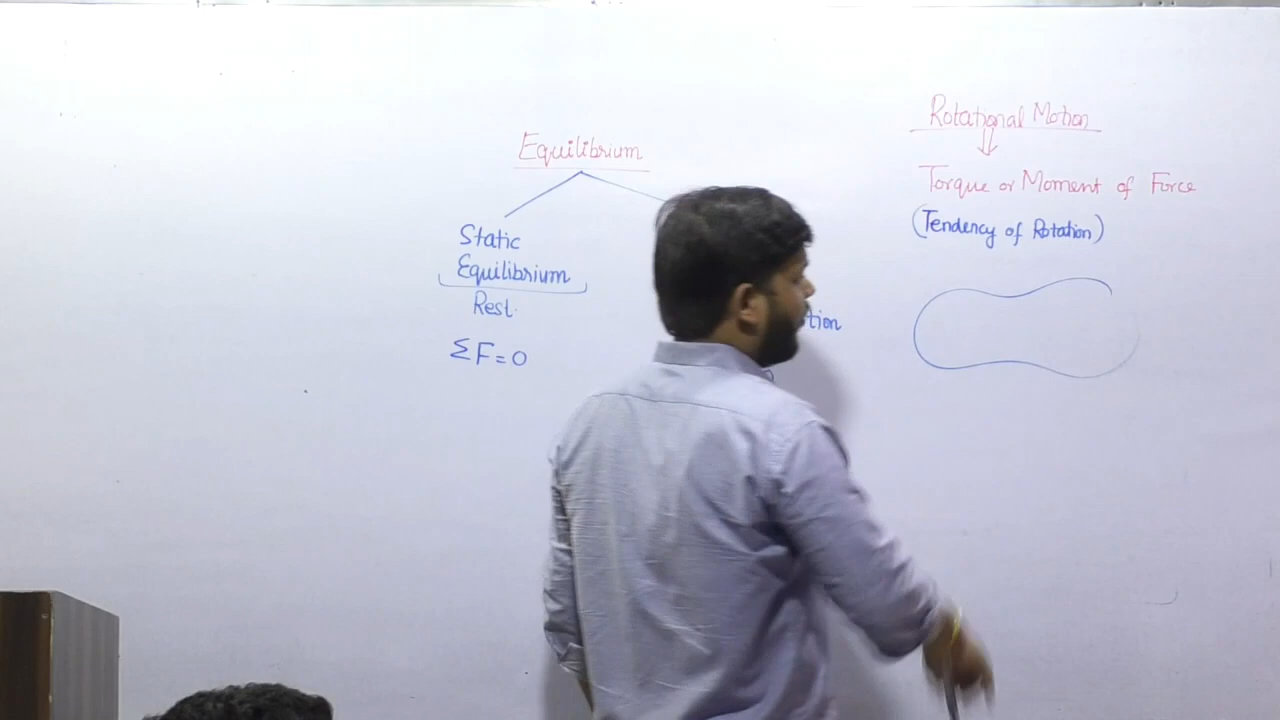 Equilibrium
Static
Equilibrium
Rest.
ΣF=0
Rotational Motion
Torque or Moment of Force
(Tendency of Rotation)